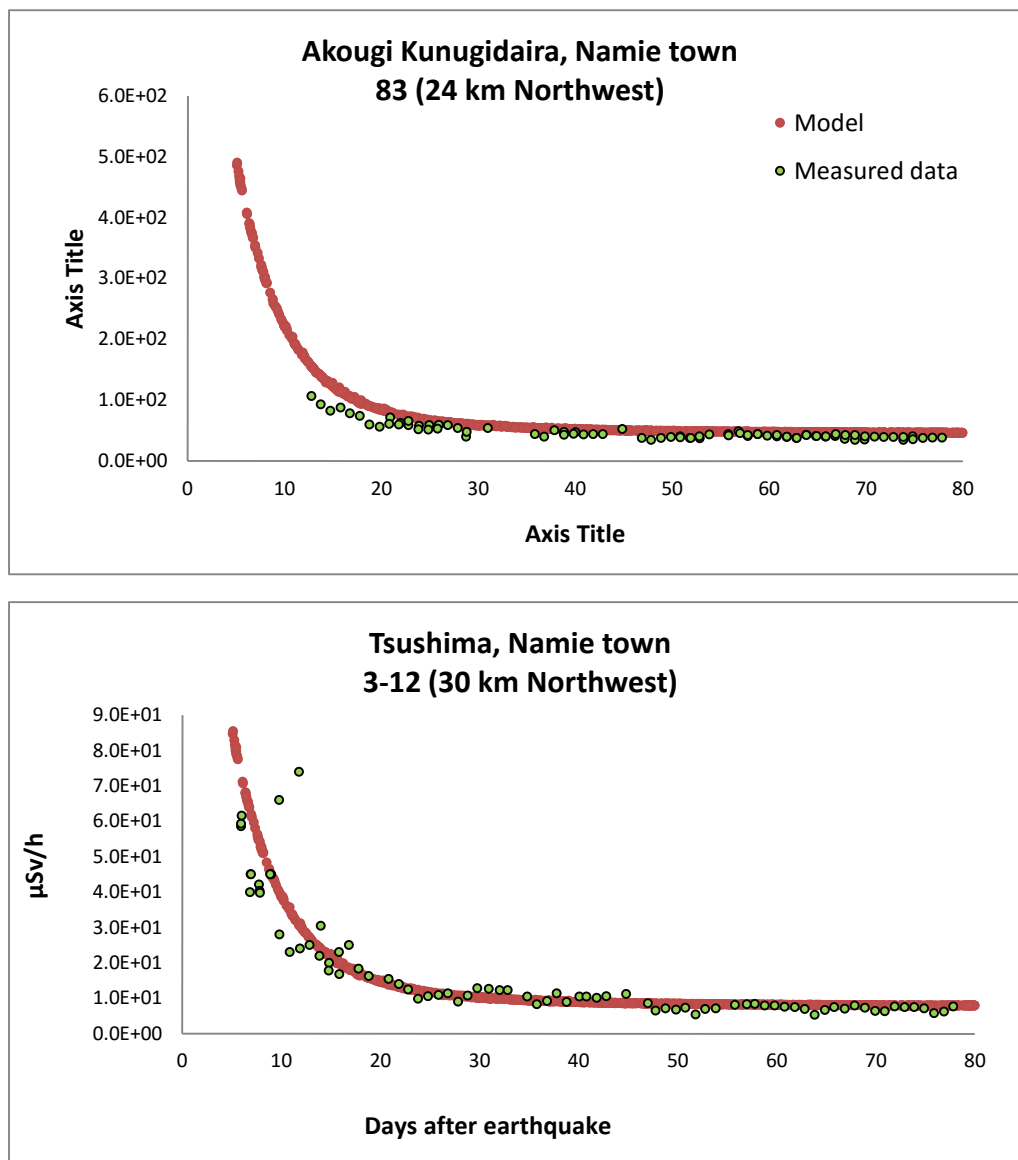 Akougi Kunugidaira, Namie town
83 (24 km Northwest)
6.0E+02
5.0E+02
4.0E+02
3.0E+02
2.0E+02
1.0E+02
0.0E+00
Axis Title
Model
Measured data
0 10 20 30 40 50 60 70 80
Axis Title
Tsushima, Namie town
3-12 (30 km Northwest)
9.0E+01
8.0E+01
7.0E+01
6.0E+01
5.0E+01
4.0E+01
3.0E+01
2.0E+01
1.0E+01
0.0E+00
µSv/h
0 10 20 30 40 50 60 70 80
Days after earthquake